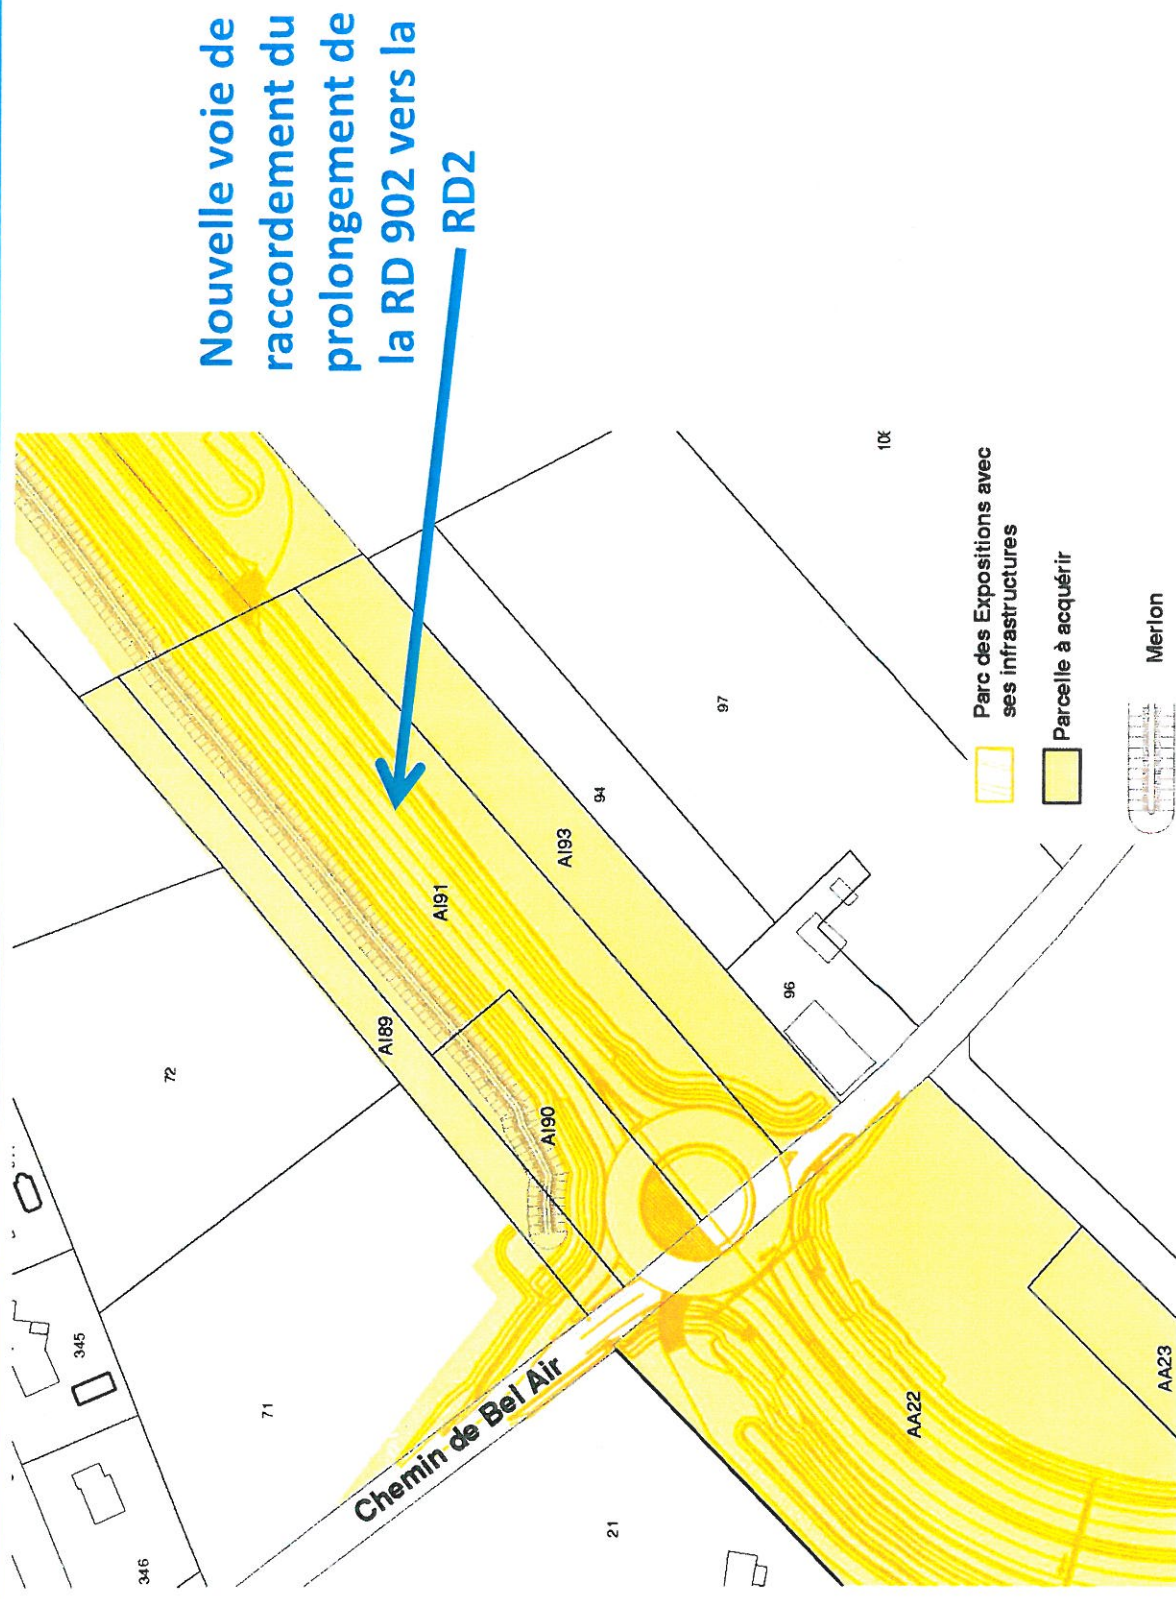 Nouvelle voie de
raccordement du
prolongement de
la RD 902 vers la
RD2
345
346
72
71
AI89
AI90
AI91
AI93
94
97
96
Chemin de Bel Air
21
AA22
AA23
Parc des Expositions avec
ses infrastructures
Parcelle à acquérir
Merlon